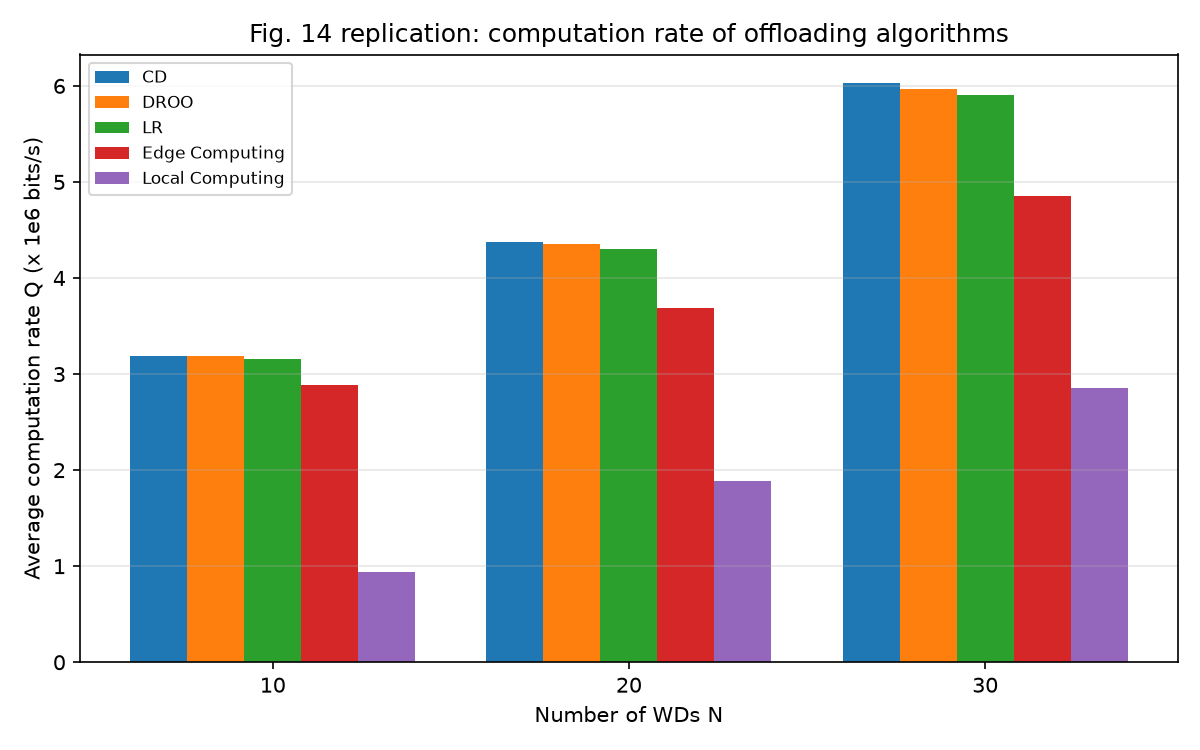 Fig. 14 replication: computation rate of offloading algorithms
CD
DROO
LR
Edge Computing
Local Computing
Average computation rate Q (x 1e6 bits/s)
6
5
4
3
2
1
0
10 20 30
Number of WDs N